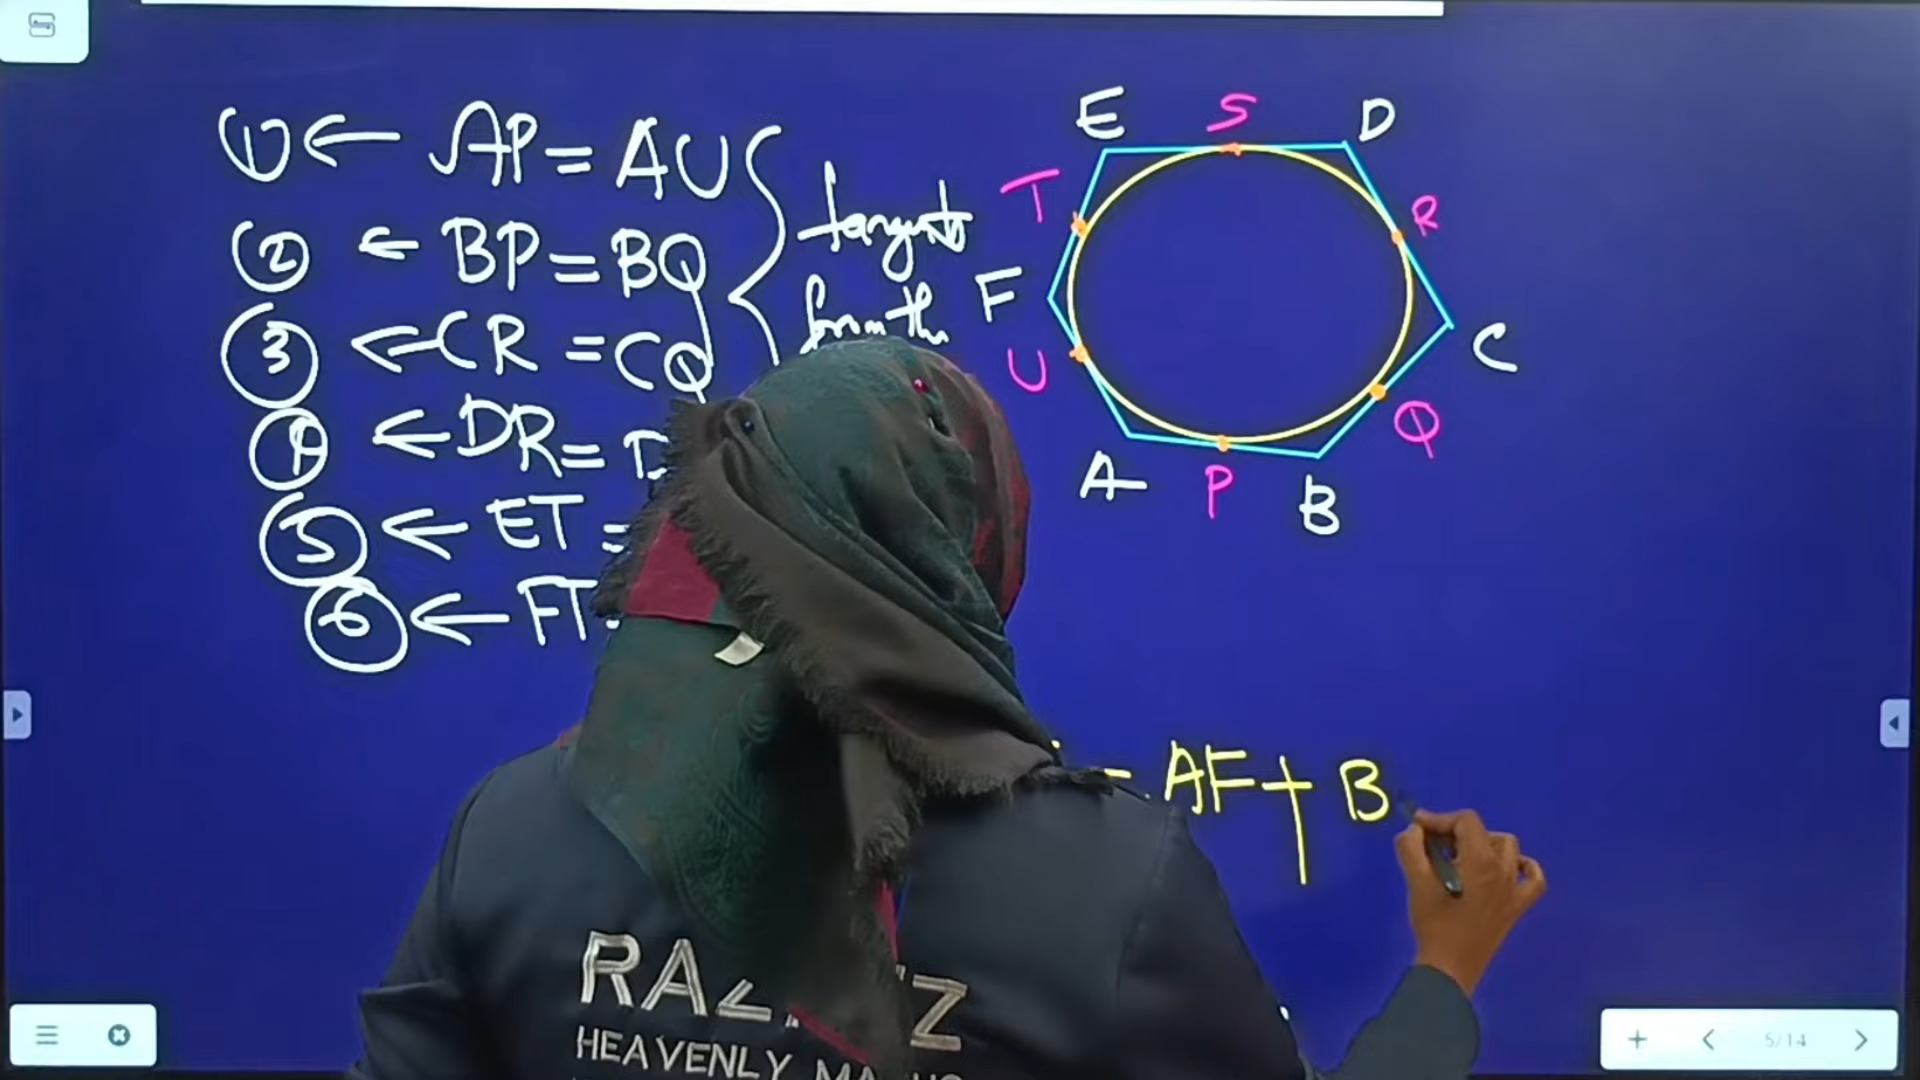 ① ← AP = AU
② ← BP = BQ
③ ← CR = CQ
④ ← DR = D
⑤ ← ET =
⑥ ← FT
tangents
from the
E S D
T R
F
U C
Q
A P B
= AF + B
HEAVENLY
5/14